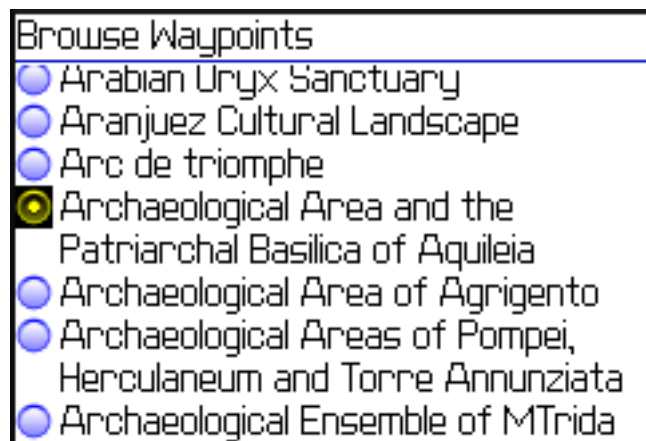 Browse Waypoints
Arabian Oryx Sanctuary
Aranjuez Cultural Landscape
Arc de triomphe
Archaeological Area and the
Patriarchal Basilica of Aquileia
Archaeological Area of Agrigento
Archaeological Areas of Pompei,
Herculaneum and Torre Annunziata
Archaeological Ensemble of MTrida